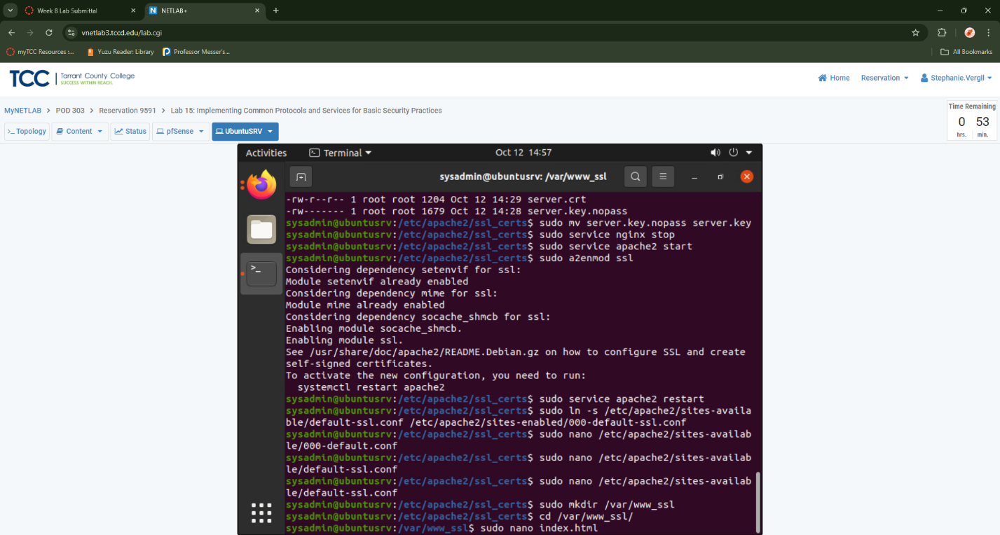 Week 8 Lab Submittal
NETLAB+
vnetlab3.tccd.edu/lab.cgi
myTCC Resources :...
Yuzu Reader: Library
Professor Messer's...
All Bookmarks
TCC
Tarrant County College
SUCCESS WITHIN REACH.
Home
Reservation
Stephanie.Vergil
MyNETLAB > POD 303 > Reservation 9591 > Lab 15: Implementing Common Protocols and Services for Basic Security Practices
Time Remaining
0 53
hrs. min.
>_ Topology
Content
Status
pfSense
UbuntuSRV
Activities
Terminal
Oct 12 14:57
sysadmin@ubuntusrv: /var/www_ssl
-rw-r--r-- 1 root root 1204 Oct 12 14:29 server.crt
-rw------- 1 root root 1679 Oct 12 14:28 server.key.nopass
sysadmin@ubuntusrv:/etc/apache2/ssl_certs$ sudo mv server.key.nopass server.key
sysadmin@ubuntusrv:/etc/apache2/ssl_certs$ sudo service nginx stop
sysadmin@ubuntusrv:/etc/apache2/ssl_certs$ sudo service apache2 start
sysadmin@ubuntusrv:/etc/apache2/ssl_certs$ sudo a2enmod ssl
Considering dependency setenvif for ssl:
Module setenvif already enabled
Considering dependency mime for ssl:
Module mime already enabled
Considering dependency socache_shmcb for ssl:
Enabling module socache_shmcb.
Enabling module ssl.
See /usr/share/doc/apache2/README.Debian.gz on how to configure SSL and create
self-signed certificates.
To activate the new configuration, you need to run:
systemctl restart apache2
sysadmin@ubuntusrv:/etc/apache2/ssl_certs$ sudo service apache2 restart
sysadmin@ubuntusrv:/etc/apache2/ssl_certs$ sudo ln -s /etc/apache2/sites-availa
ble/default-ssl.conf /etc/apache2/sites-enabled/000-default-ssl.conf
sysadmin@ubuntusrv:/etc/apache2/ssl_certs$ sudo nano /etc/apache2/sites-availab
le/000-default.conf
sysadmin@ubuntusrv:/etc/apache2/ssl_certs$ sudo nano /etc/apache2/sites-availab
le/default-ssl.conf
sysadmin@ubuntusrv:/etc/apache2/ssl_certs$ sudo nano /etc/apache2/sites-availab
le/default-ssl.conf
sysadmin@ubuntusrv:/etc/apache2/ssl_certs$ sudo mkdir /var/www_ssl
sysadmin@ubuntusrv:/etc/apache2/ssl_certs$ cd /var/www_ssl/
sysadmin@ubuntusrv:/var/www_ssl$ sudo nano index.html